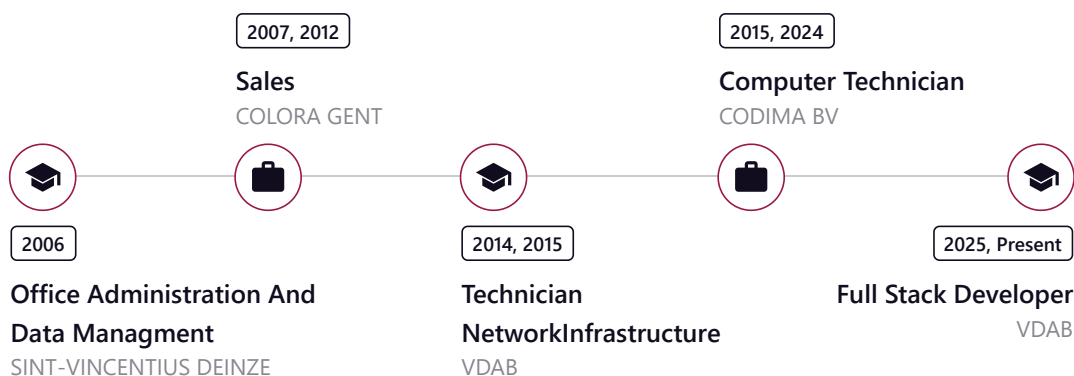 2007, 2012
Sales
COLORA GENT
2015, 2024
Computer Technician
CODIMA BV
2006
Office Administration And
Data Managment
SINT-VINCENTIUS DEINZE
2014, 2015
Technician
NetworkInfrastructure
VDAB
2025, Present
Full Stack Developer
VDAB